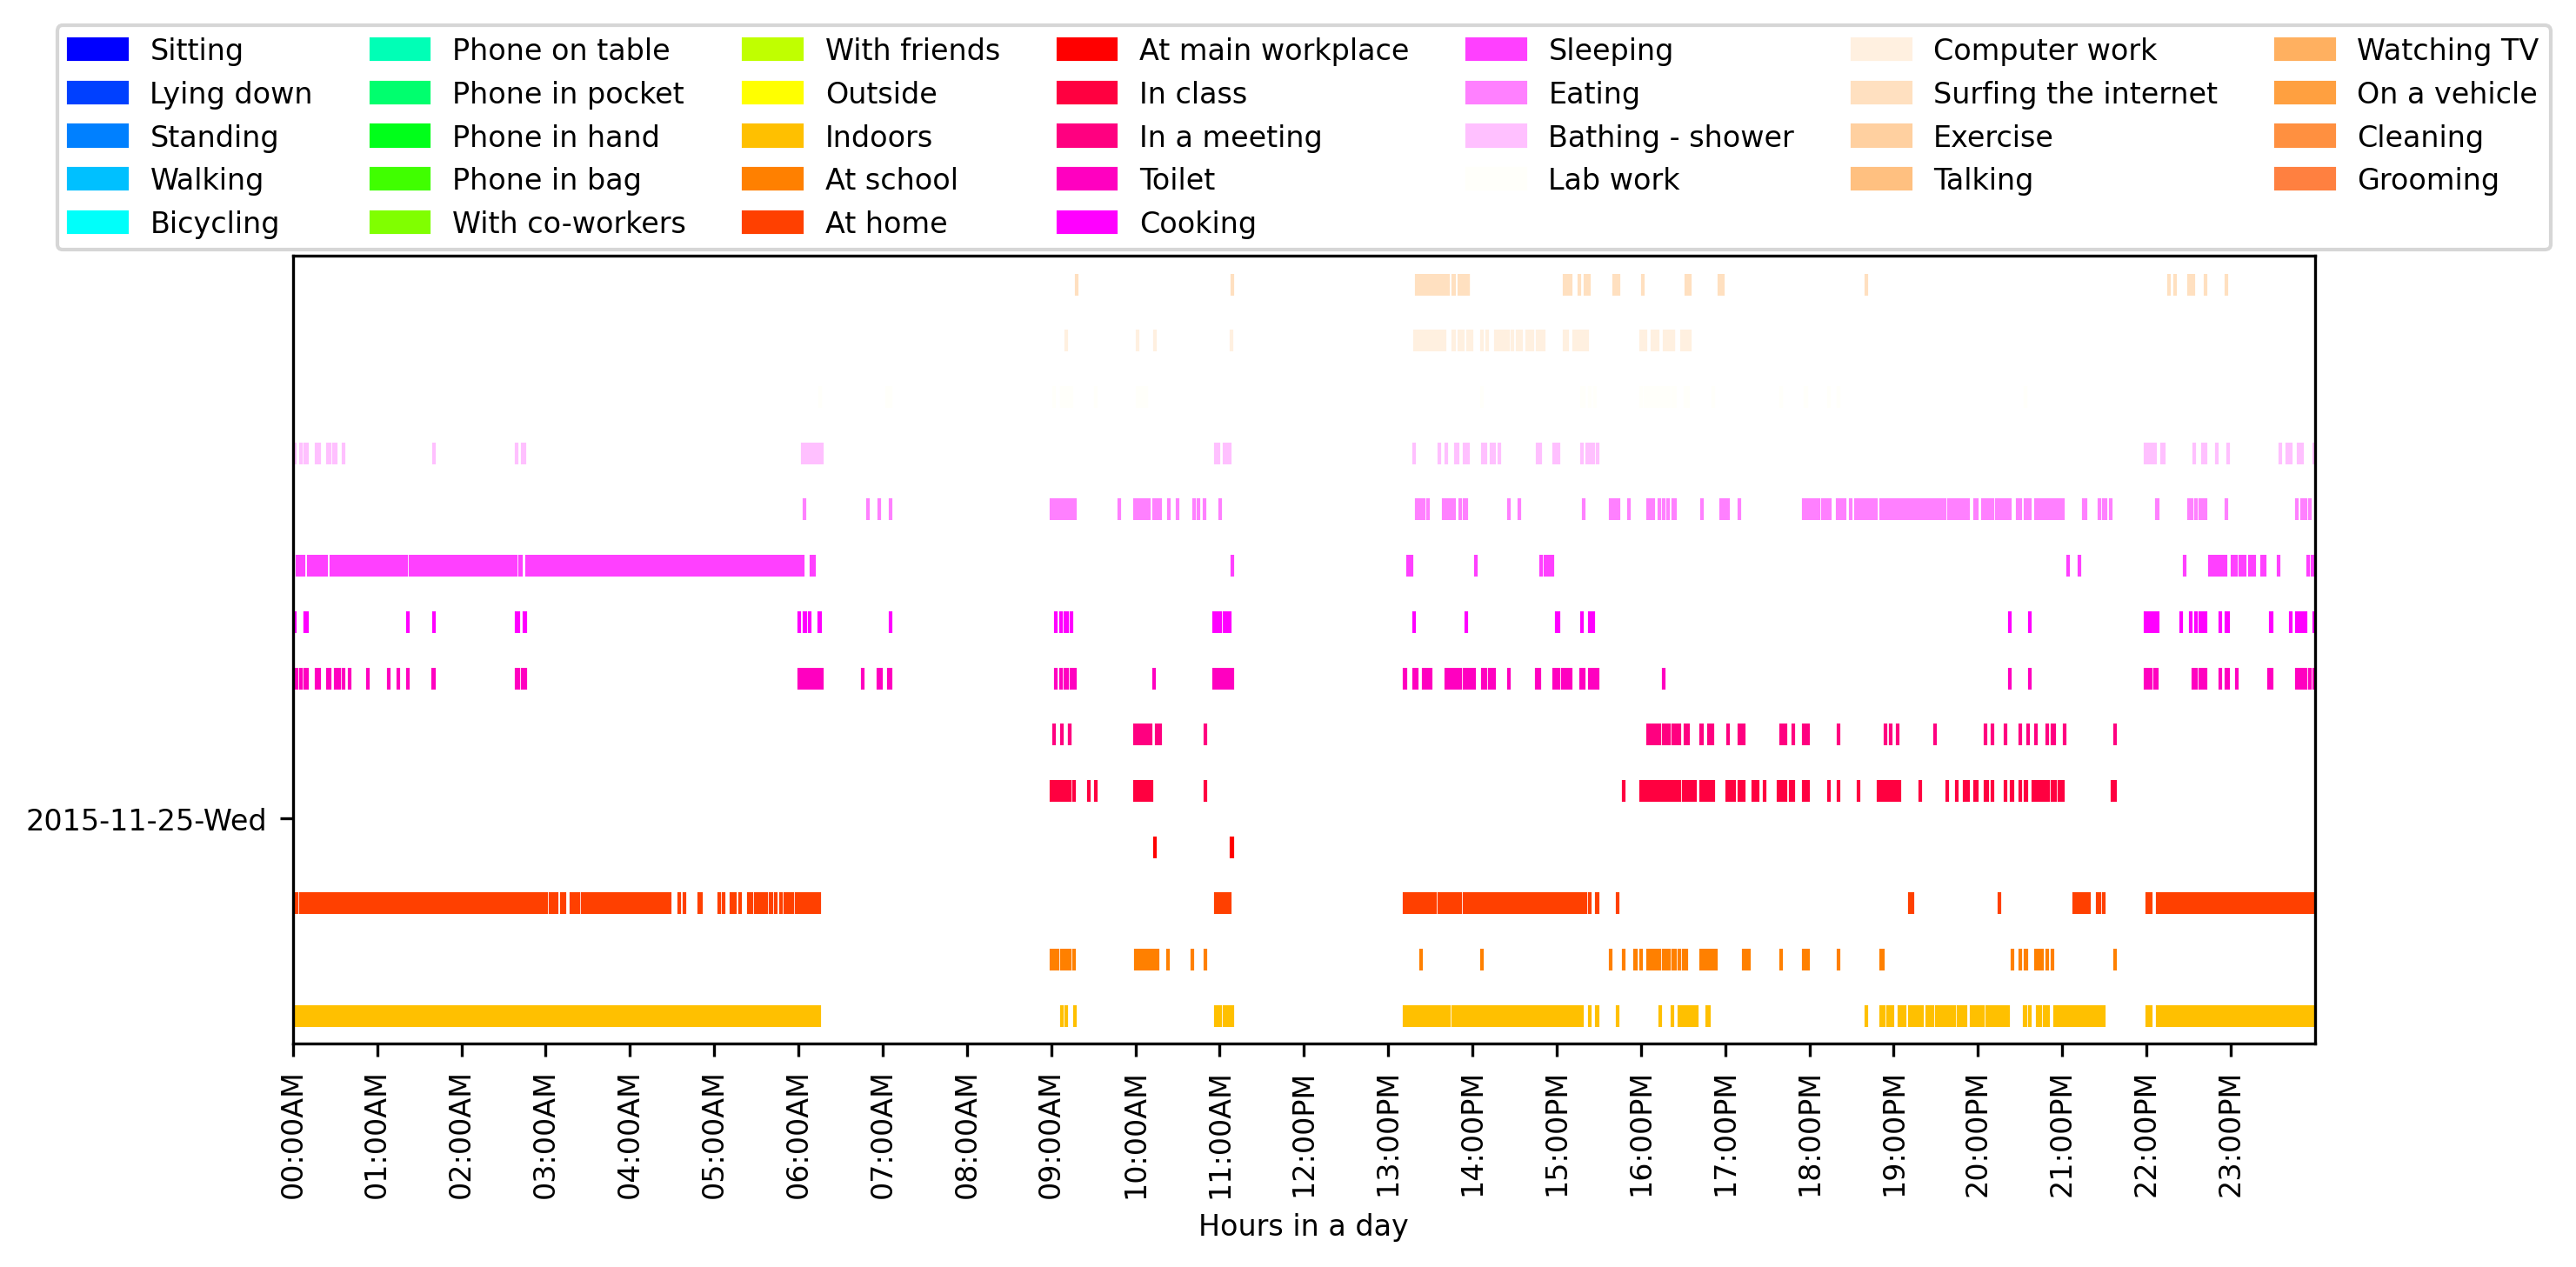 Sitting
Lying down
Standing
Walking
Bicycling
Phone on table
Phone in pocket
Phone in hand
Phone in bag
With co-workers
With friends
Outside
Indoors
At school
At home
At main workplace
In class
In a meeting
Toilet
Cooking
Sleeping
Eating
Bathing - shower
Lab work
Computer work
Surfing the internet
Exercise
Talking
Watching TV
On a vehicle
Cleaning
Grooming
2015-11-25-Wed
00:00AM
01:00AM
02:00AM
03:00AM
04:00AM
05:00AM
06:00AM
07:00AM
08:00AM
09:00AM
10:00AM
11:00AM
12:00PM
13:00PM
14:00PM
15:00PM
16:00PM
17:00PM
18:00PM
19:00PM
20:00PM
21:00PM
22:00PM
23:00PM
Hours in a day